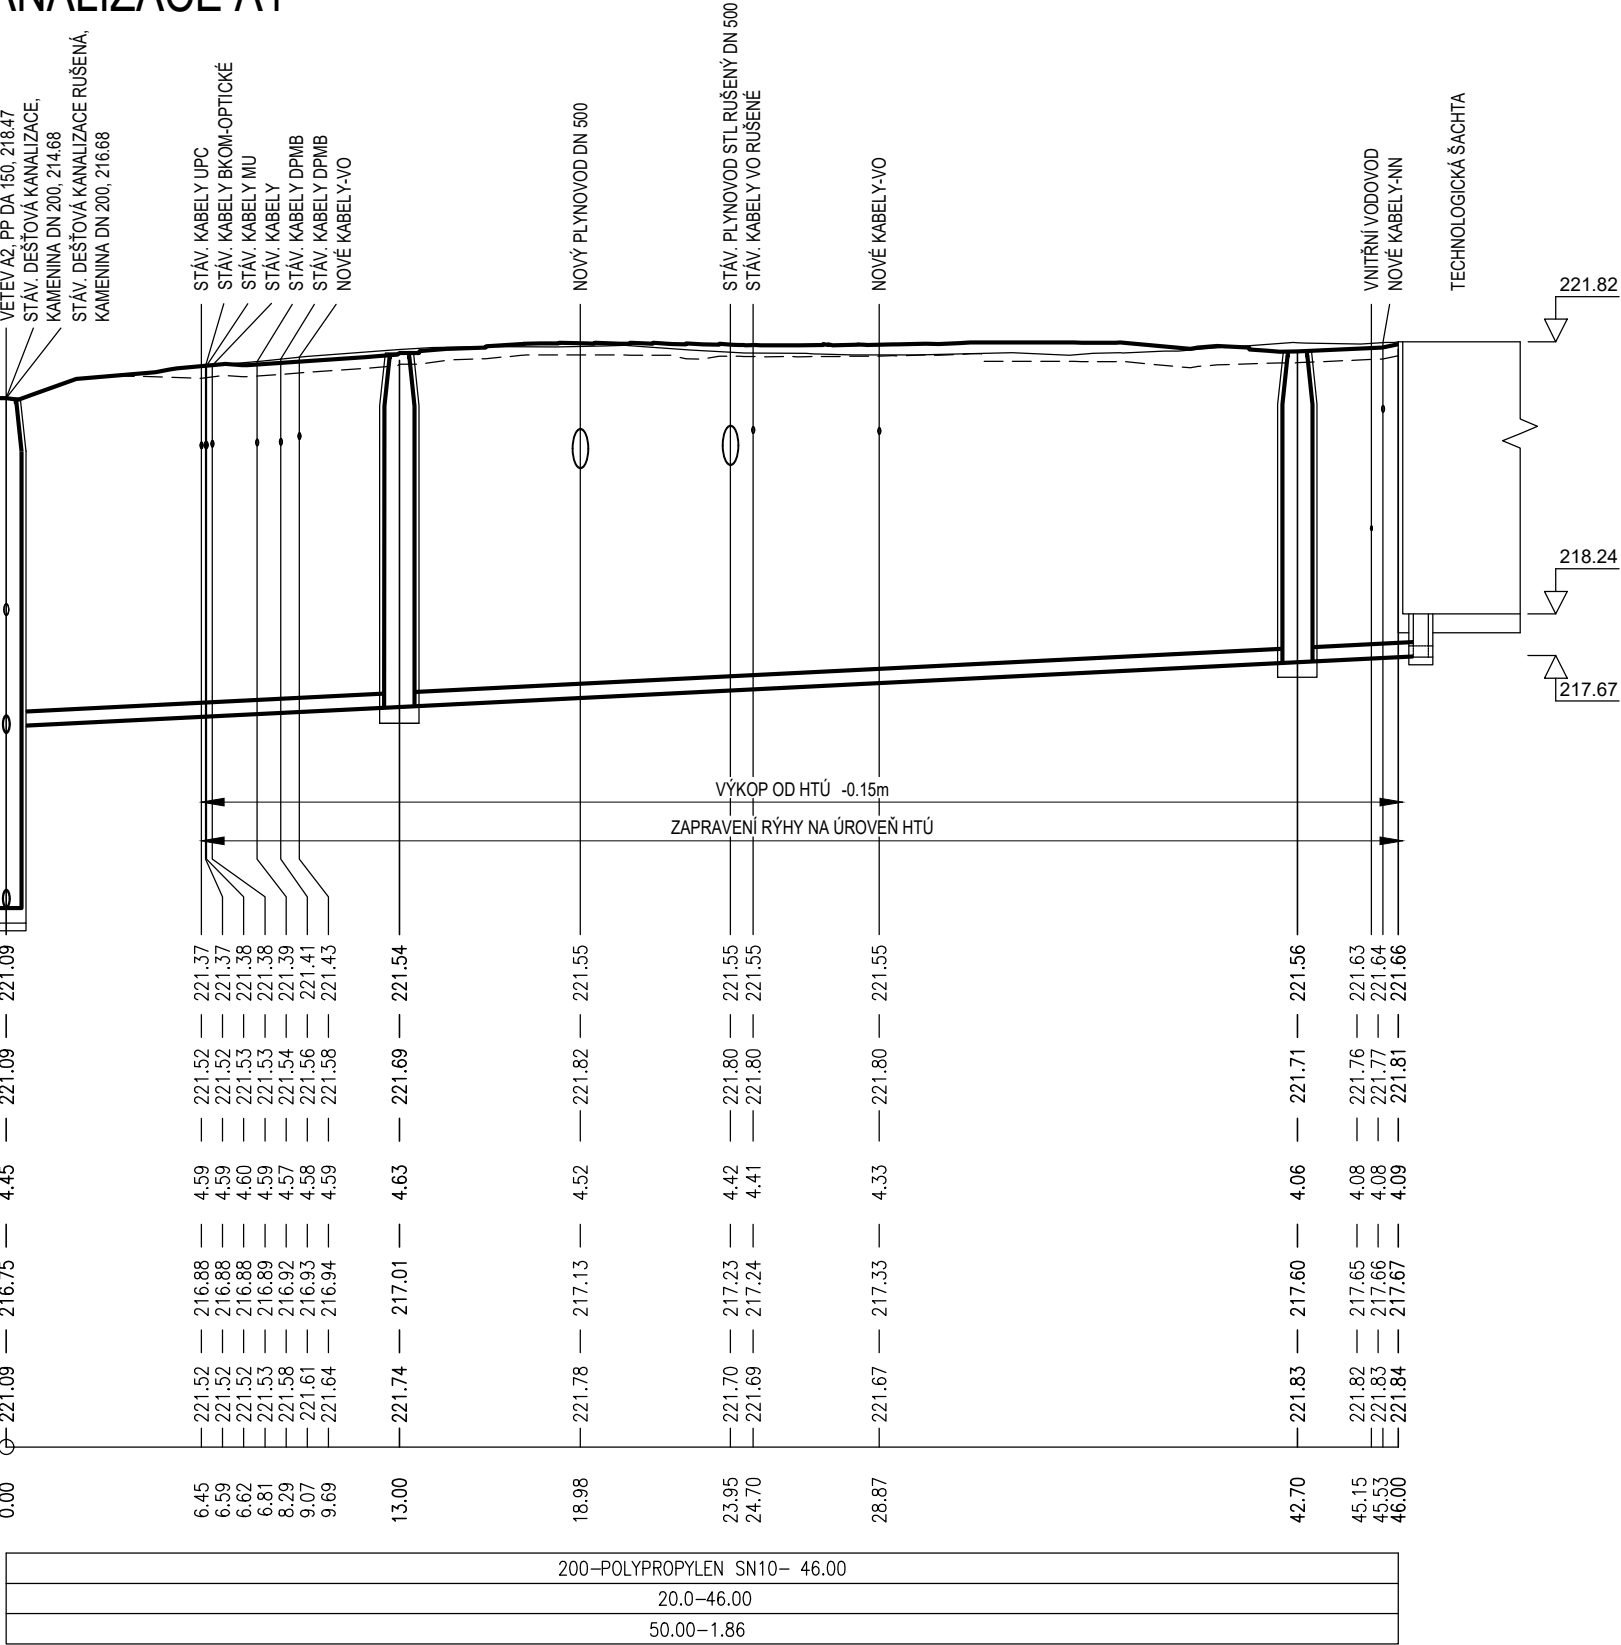 ANALIZACE A1
VĚTEV A2, PP DA 150, 218.47
STÁV. DEŠŤOVÁ KANALIZACE,
KAMENINA DN 200, 214.68
STÁV. DEŠŤOVÁ KANALIZACE RUŠENÁ,
KAMENINA DN 200, 216.68
STÁV. KABELY UPC
STÁV. KABELY BKOM-OPTICKÉ
STÁV. KABELY MU
STÁV. KABELY
STÁV. KABELY DPMB
STÁV. KABELY DPMB
NOVÉ KABELY-VO
NOVÝ PLYNOVOD DN 500
STÁV. PLYNOVOD STL RUŠENÝ DN 500
STÁV. KABELY VO RUŠENÉ
NOVÉ KABELY-VO
VNITŘNÍ VODOVOD
NOVÉ KABELY-NN
TECHNOLOGICKÁ ŠACHTA
221.82
218.24
217.67
VÝKOP OD HTÚ -0.15m
ZAPRAVENÍ RÝHY NA ÚROVEŇ HTÚ
221.09 221.37 221.37 221.38 221.38 221.39 221.41 221.43 221.54 221.55 221.55 221.55 221.55 221.56 221.63 221.64 221.66
221.09 221.52 221.52 221.53 221.53 221.54 221.56 221.58 221.69 221.82 221.80 221.80 221.80 221.71 221.76 221.77 221.81
4.45 4.59 4.59 4.60 4.59 4.57 4.58 4.59 4.63 4.52 4.42 4.41 4.33 4.06 4.08 4.08 4.09
216.75 216.88 216.88 216.88 216.89 216.92 216.93 216.94 217.01 217.13 217.23 217.24 217.33 217.60 217.65 217.66 217.67
221.09 221.52 221.52 221.52 221.53 221.58 221.61 221.64 221.74 221.78 221.70 221.69 221.67 221.83 221.82 221.83 221.84
0.00 6.45 6.59 6.62 6.81 8.29 9.07 9.69 13.00 18.98 23.95 24.70 28.87 42.70 45.15 45.53 46.00
200-POLYPROPYLEN SN10- 46.00
20.0-46.00
50.00-1.86